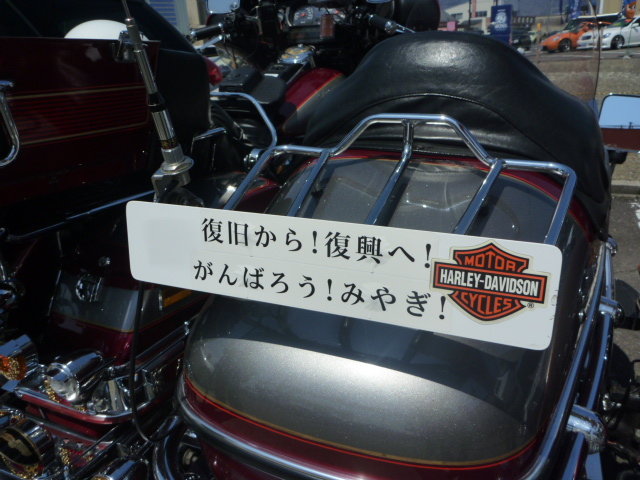 復旧から！復興へ！
がんばろう！みやぎ！
MOTOR
HARLEY-DAVIDSON
CYCLES
®